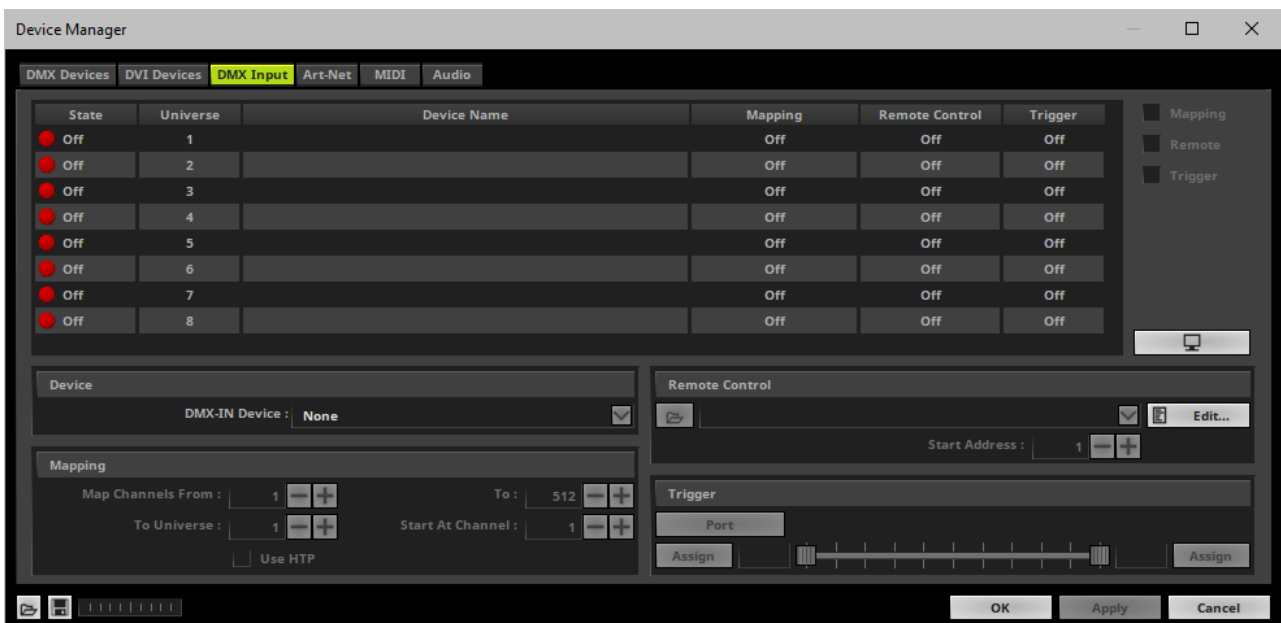 Device Manager
DMX Devices DVI Devices DMX Input Art-Net MIDI Audio
State Universe Device Name Mapping Remote Control Trigger
Off 1 Off Off Off
Off 2 Off Off Off
Off 3 Off Off Off
Off 4 Off Off Off
Off 5 Off Off Off
Off 6 Off Off Off
Off 7 Off Off Off
Off 8 Off Off Off
Mapping
Remote
Trigger
Device
DMX-IN Device : None
Mapping
Map Channels From : 1 To : 512
To Universe : 1 Start At Channel : 1
Use HTP
Remote Control
Edit...
Start Address : 1
Trigger
Port
Assign Assign
OK Apply Cancel